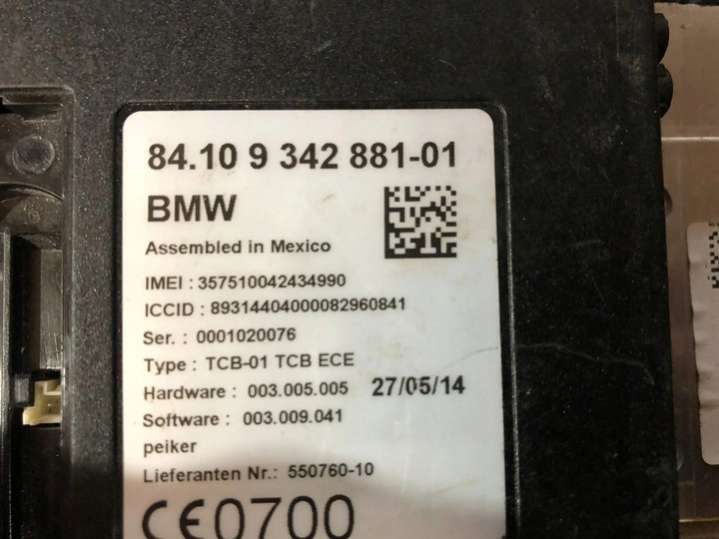 84.10 9 342 881-01
BMW
Assembled in Mexico
IMEI : 357510042434990
ICCID : 89314404000082960841
Ser. : 0001020076
Type : TCB-01 TCB ECE
Hardware : 003.005.005 27/05/14
Software : 003.009.041
peiker
Lieferanten Nr.: 550760-10
CE0700